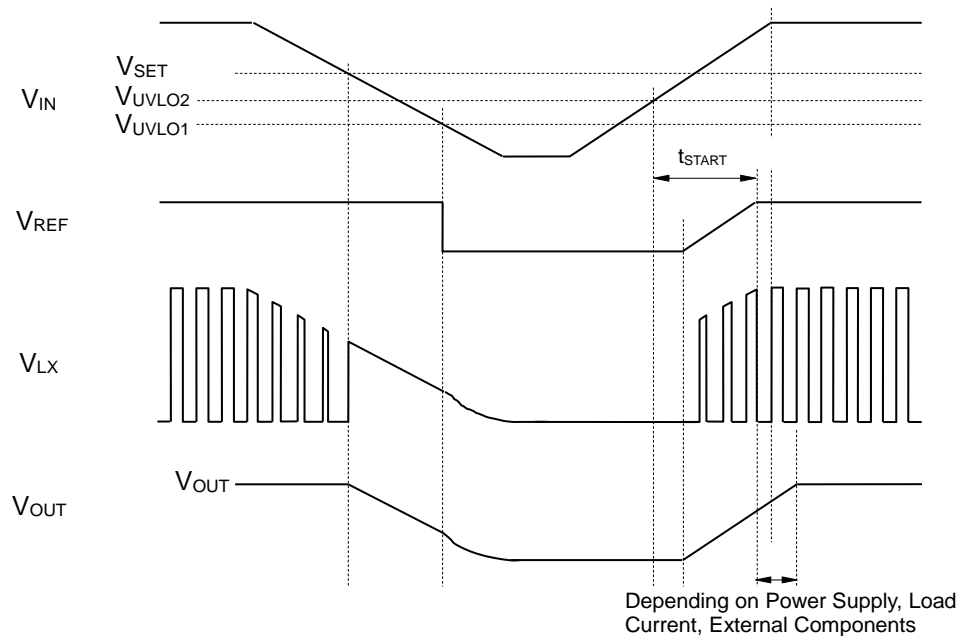 VSET
VIN
VUVLO2
VUVLO1
tSTART
VREF
VLX
VOUT
VOUT
Depending on Power Supply, Load
Current, External Components